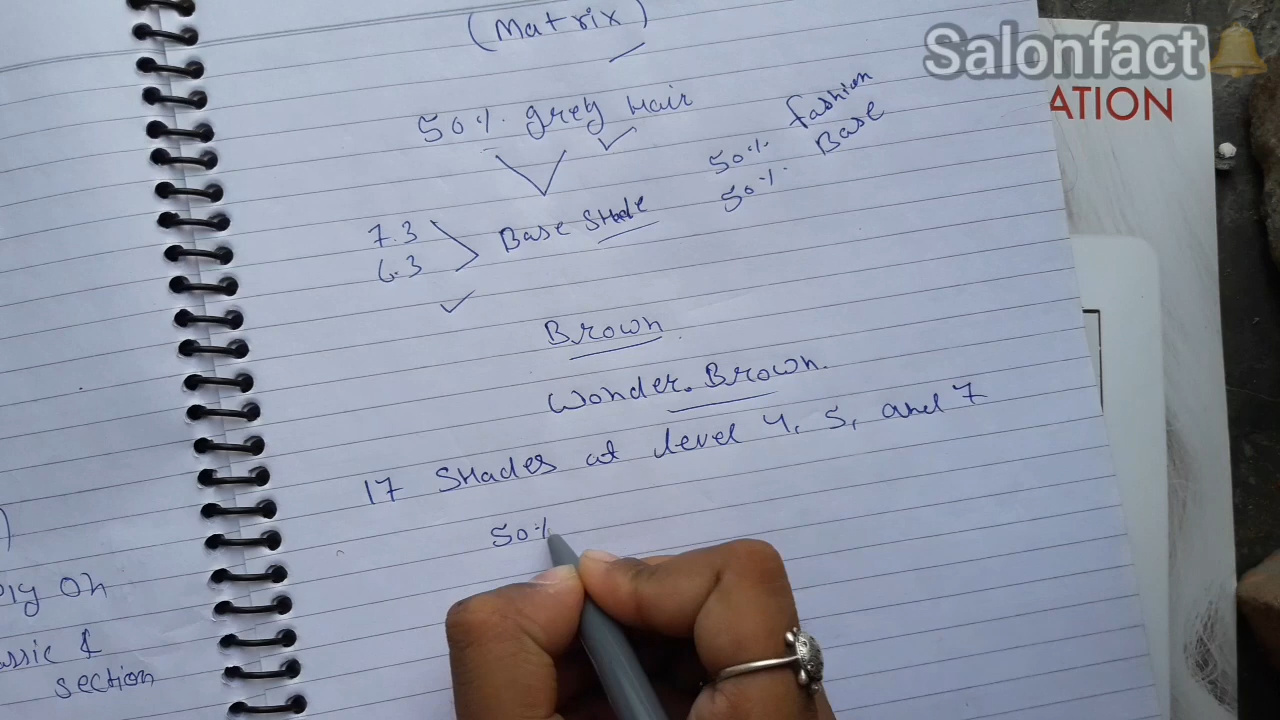 (Matrix)
50% grey Hair
50% fashion
50% Base
7.3
6.3
Base Shade
Brown
Wonder. Brown.
17 Shades at level 4, 5, and 7
50%
ply On
assic &
section
Salonfact
ATION